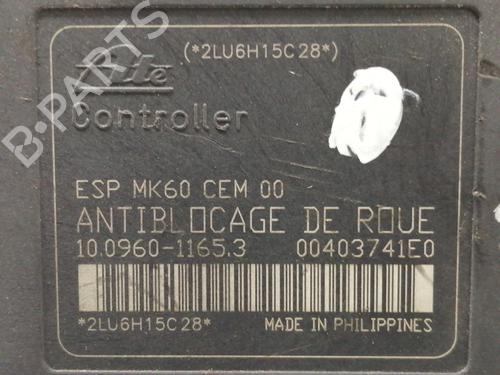 (*2LU6H15C28*)
Ate
Controller
ESP MK60 CEM 00
ANTIBLOCAGE DE ROUE
10.0960-1165.3 00403741E0
*2LU6H15C28* MADE IN PHILIPPINES
B-PARTS